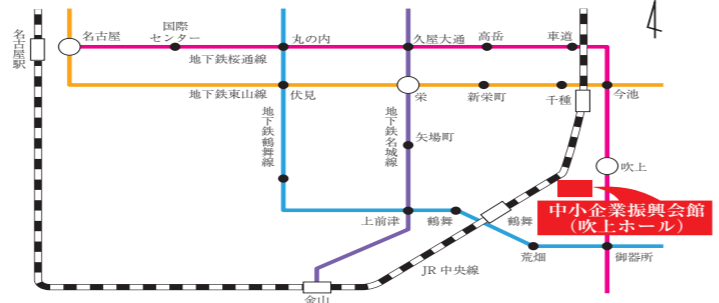 名古屋駅
名古屋
国際
センター
丸の内
久屋大通
高岳
車道
地下鉄桜通線
地下鉄東山線
伏見
栄
新栄町
千種
今池
地下鉄鶴舞線
地下鉄名城線
矢場町
吹上
中小企業振興会館
（吹上ホール）
上前津
鶴舞
鶴舞
荒畑
御器所
JR中央線
金山